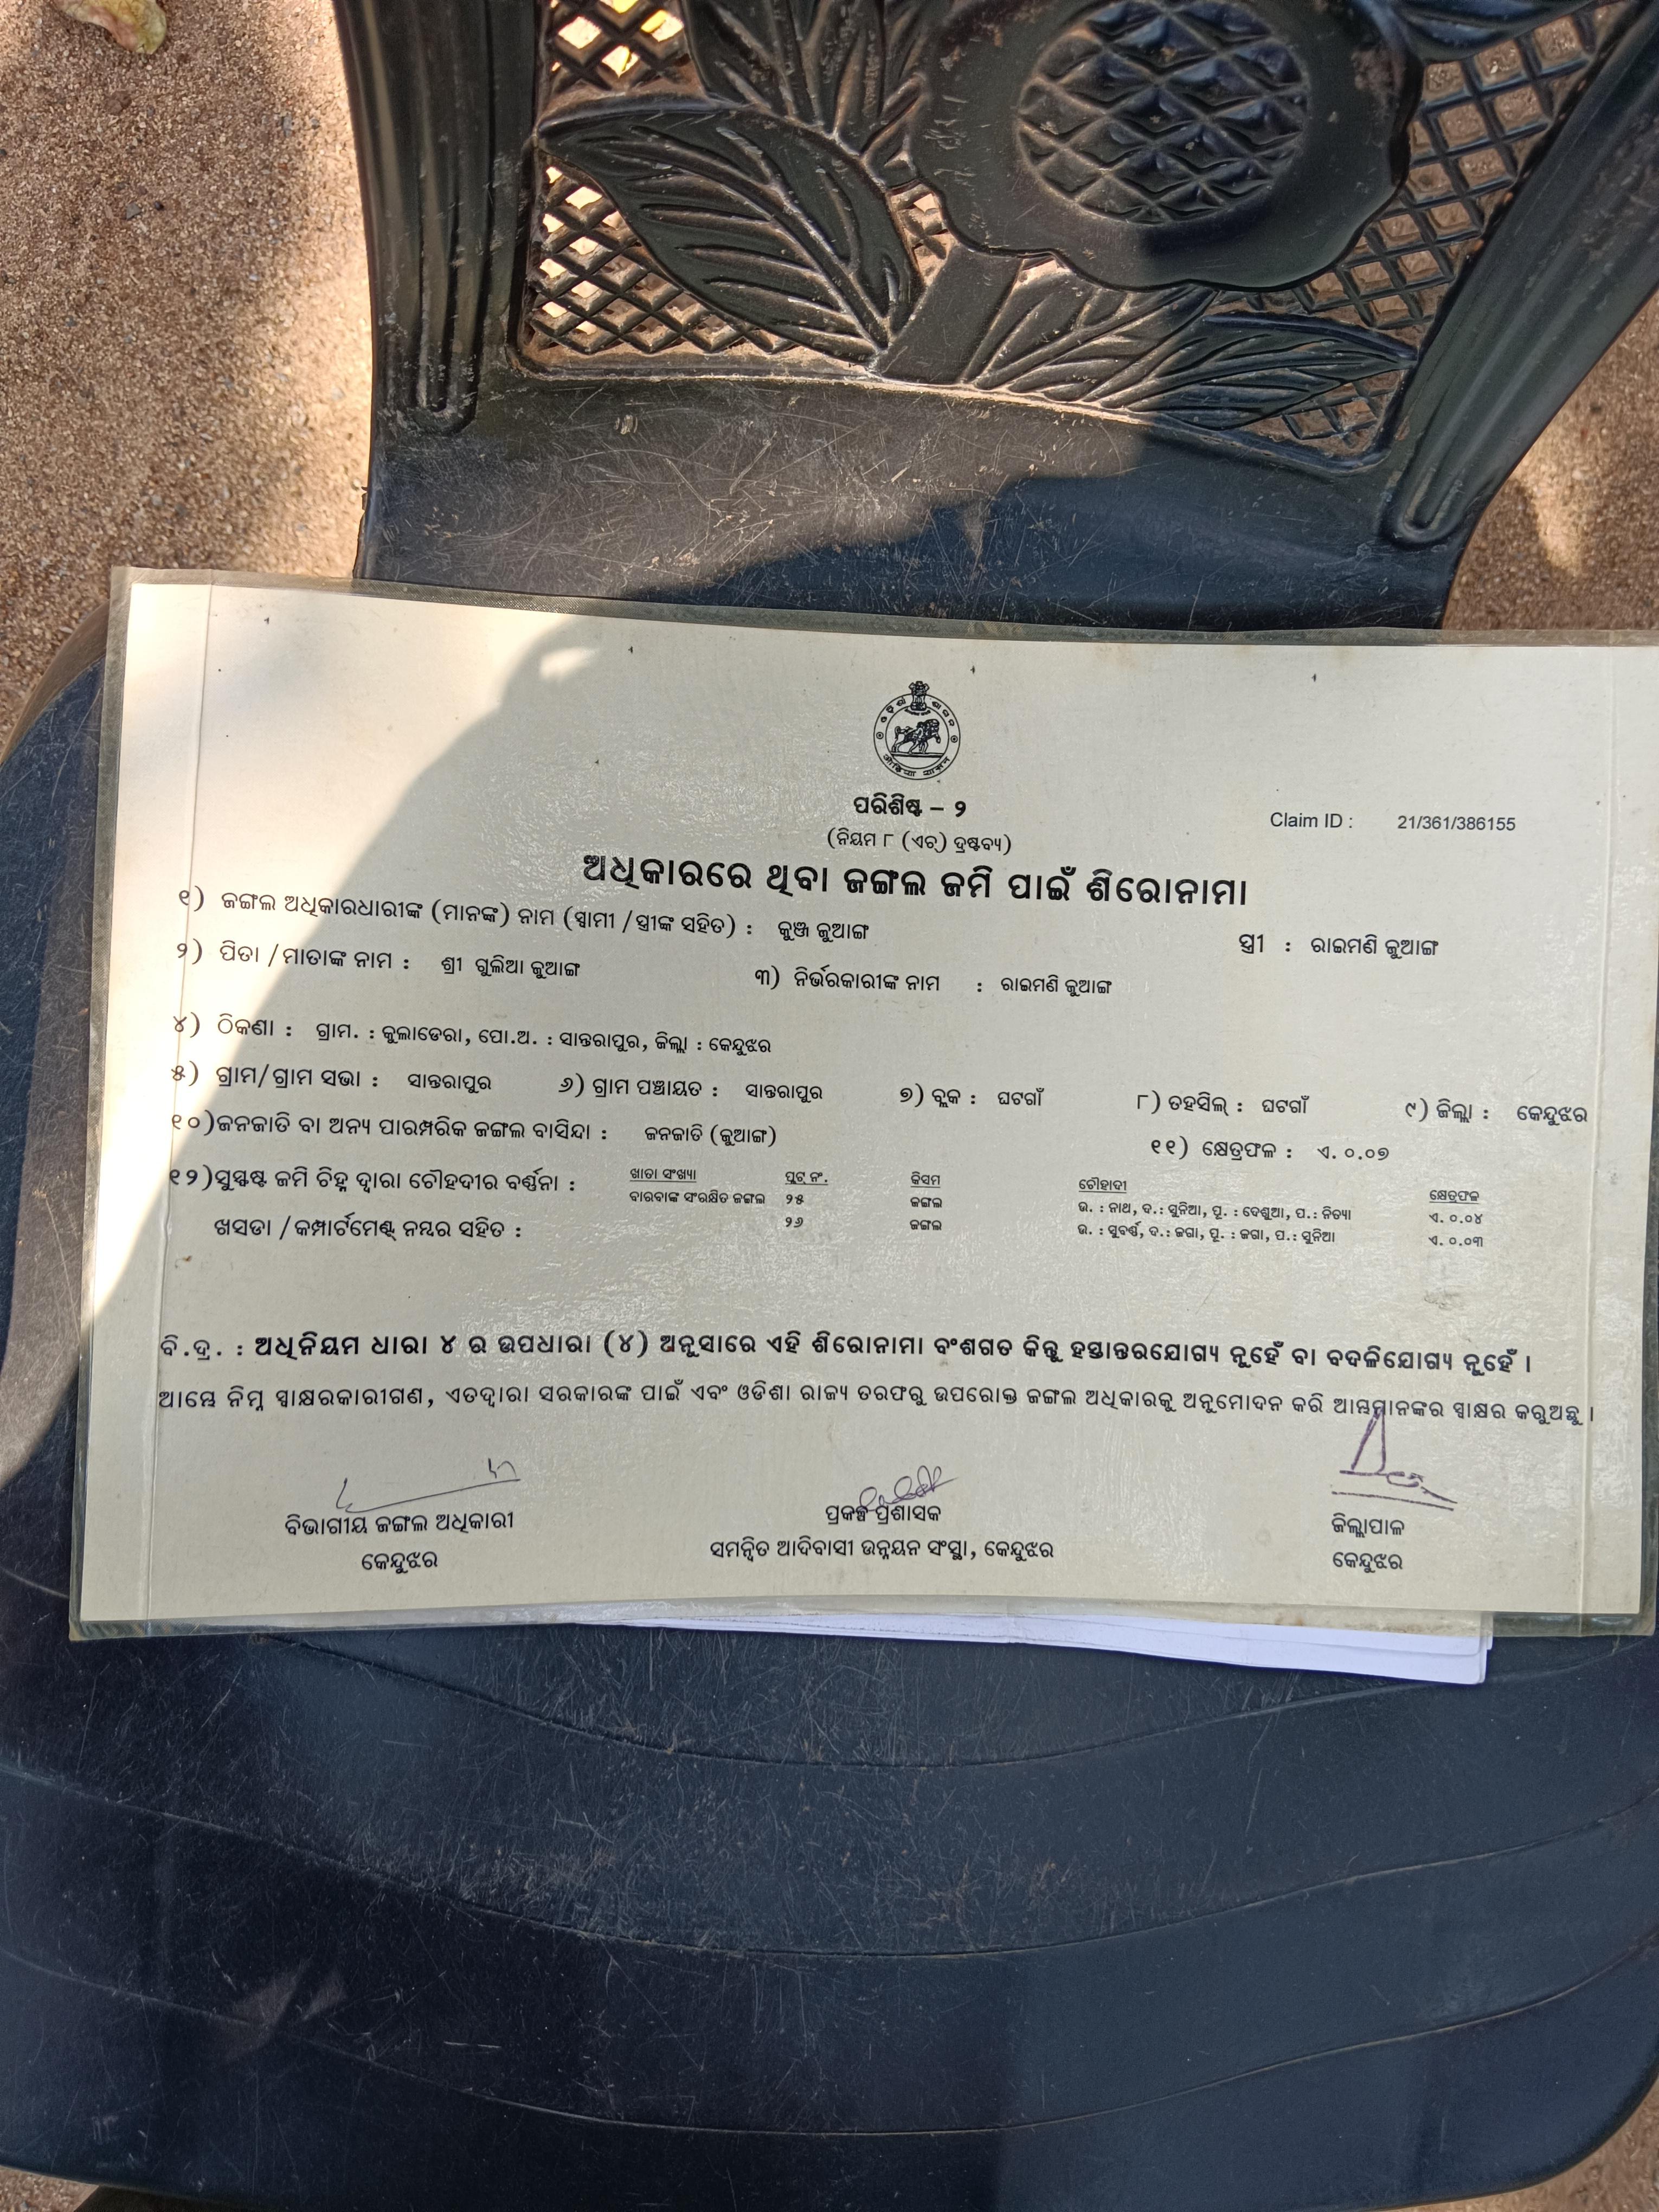 ଓଡ଼ିଶା ଶାସନ
ओड़िशा शासन
ପରିଶିଷ୍ଟ – ୨
(ନିୟମ ୮ (ଏଚ୍) ଦ୍ରଷ୍ଟବ୍ୟ)
Claim ID : 21/361/386155
ଅଧିକାରରେ ଥିବା ଜଙ୍ଗଲ ଜମି ପାଇଁ ଶିରୋନାମା
୧) ଜଙ୍ଗଲ ଅଧିକାରଧାରୀଙ୍କ (ମାନଙ୍କ) ନାମ (ସ୍ୱାମୀ /ସ୍ତ୍ରୀଙ୍କ ସହିତ) : କୁଞ୍ଜ ଜୁଆଙ୍ଗ ସ୍ତ୍ରୀ : ରାଇମଣି ଜୁଆଙ୍ଗ
୨) ପିତା /ମାତାଙ୍କ ନାମ : ଶ୍ରୀ ଗୁଲିଆ ଜୁଆଙ୍ଗ ୩) ନିର୍ଭରକାରୀଙ୍କ ନାମ : ରାଇମଣି ଜୁଆଙ୍ଗ
୪) ଠିକଣା : ଗ୍ରାମ. : କୁଲାଡେରା, ପୋ.ଅ. : ସାନ୍ତରାପୁର, ଜିଲ୍ଲା : କେନ୍ଦୁଝର
୫) ଗ୍ରାମ/ଗ୍ରାମ ସଭା : ସାନ୍ତରାପୁର ୬) ଗ୍ରାମ ପଞ୍ଚାୟତ : ସାନ୍ତରାପୁର ୭) ବ୍ଲକ : ଘଟଗାଁ ୮) ତହସିଲ୍ : ଘଟଗାଁ ୯) ଜିଲ୍ଲା : କେନ୍ଦୁଝର
୧୦)ଜନଜାତି ବା ଅନ୍ୟ ପାରମ୍ପରିକ ଜଙ୍ଗଲ ବାସିନ୍ଦା : ଜନଜାତି (ଜୁଆଙ୍ଗ) ୧୧) କ୍ଷେତ୍ରଫଳ : ଏ. ୦.୦୭
୧୨)ସୁସ୍ପଷ୍ଟ ଜମି ଚିହ୍ନ ଦ୍ୱାରା ଚୌହଦୀର ବର୍ଣ୍ଣନା : ଖାତା ସଂଖ୍ୟା ପ୍ଲଟ୍ ନଂ. କିସମ ଚୌହାଦୀ କ୍ଷେତ୍ରଫଳ
ବାରବାଙ୍କ ସଂରକ୍ଷିତ ଜଙ୍ଗଲ ୨୫ ଜଙ୍ଗଲ ଉ. : ନାଥ, ଦ.: ସୁନିଆ, ପୂ. : ଦେଶୁଆ, ପ.: ନିତ୍ୟା ଏ. ୦.୦୪
ଖସଡା /କମ୍ପାର୍ଟମେଣ୍ଟ୍ ନମ୍ବର ସହିତ : ୨୬ ଜଙ୍ଗଲ ଉ. : ସୁବର୍ଣ୍ଣ, ଦ.: ଜଗା, ପୂ. : ଜଗା, ପ.: ସୁନିଆ ଏ. ୦.୦୩
ବି.ଦ୍ର. : ଅଧିନିୟମ ଧାରା ୪ ର ଉପଧାରା (୪) ଅନୁସାରେ ଏହି ଶିରୋନାମା ବଂଶଗତ କିନ୍ତୁ ହସ୍ତାନ୍ତରଯୋଗ୍ୟ ନୁହେଁ ବା ବଦଳିଯୋଗ୍ୟ ନୁହେଁ ।
ଆମ୍ଭେ ନିମ୍ନ ସ୍ୱାକ୍ଷରକାରୀଗଣ, ଏତଦ୍ୱାରା ସରକାରଙ୍କ ପାଇଁ ଏବଂ ଓଡିଶା ରାଜ୍ୟ ତରଫରୁ ଉପରୋକ୍ତ ଜଙ୍ଗଲ ଅଧିକାରକୁ ଅନୁମୋଦନ କରି ଆମ୍ଭମାନଙ୍କର ସ୍ୱାକ୍ଷର କରୁଅଛୁ ।
ବିଭାଗୀୟ ଜଙ୍ଗଲ ଅଧିକାରୀ
କେନ୍ଦୁଝର
ପ୍ରକଳ୍ପ ପ୍ରଶାସକ
ସମନ୍ୱିତ ଆଦିବାସୀ ଉନ୍ନୟନ ସଂସ୍ଥା, କେନ୍ଦୁଝର
ଜିଲ୍ଲାପାଳ
କେନ୍ଦୁଝର